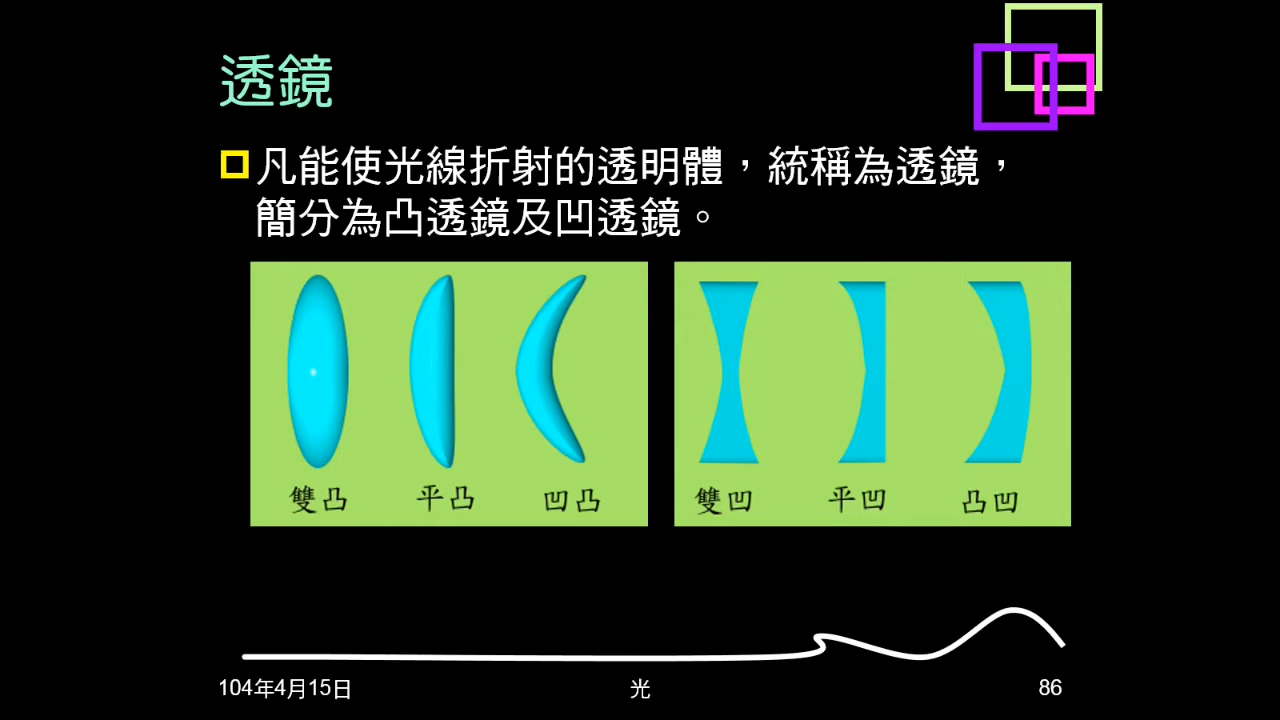 透鏡
凡能使光線折射的透明體，統稱為透鏡，
簡分為凸透鏡及凹透鏡。
雙凸 平凸 凹凸 雙凹 平凹 凸凹
104年4月15日 光 86